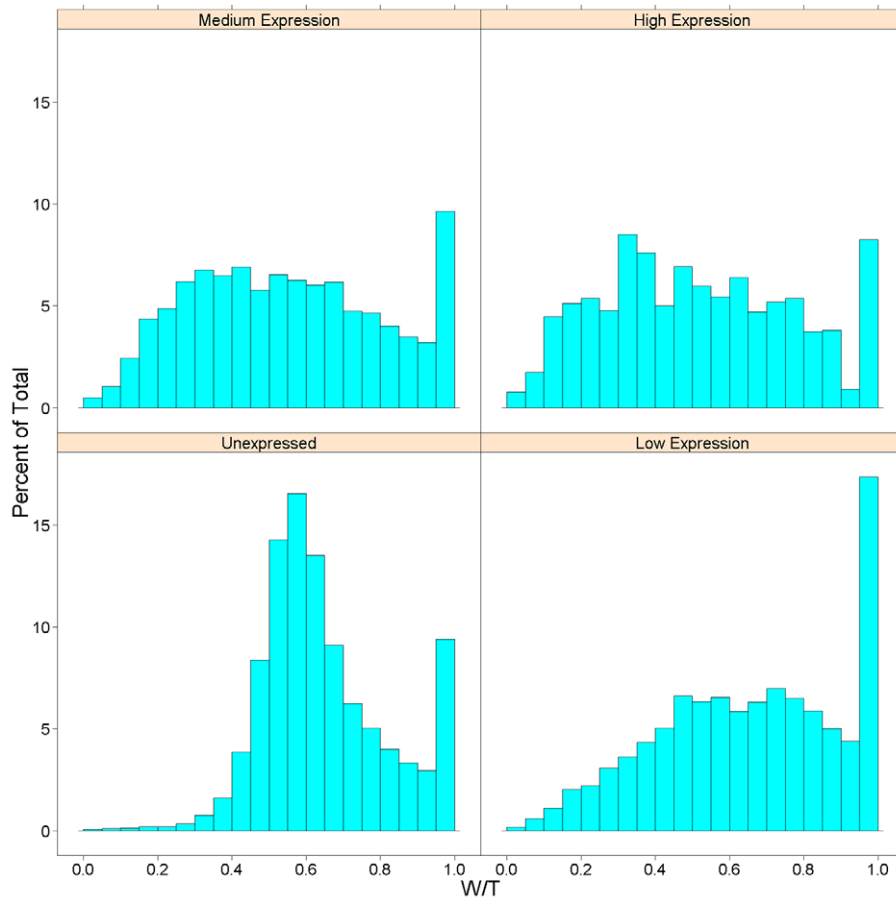 Medium Expression High Expression
15
10
5
0
Percent of Total
Unexpressed Low Expression
15
10
5
0
0.0 0.2 0.4 0.6 0.8 1.0 0.0 0.2 0.4 0.6 0.8 1.0
W/T